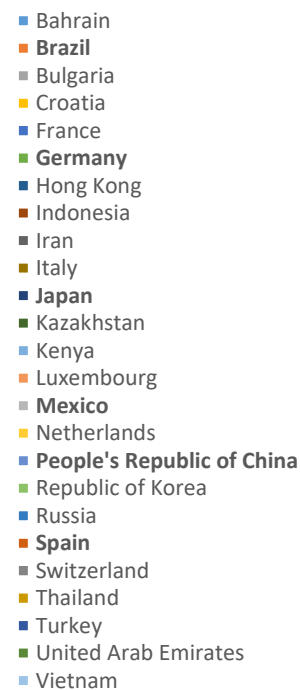 Bahrain
Brazil
Bulgaria
Croatia
France
Germany
Hong Kong
Indonesia
Iran
Italy
Japan
Kazakhstan
Kenya
Luxembourg
Mexico
Netherlands
People's Republic of China
Republic of Korea
Russia
Spain
Switzerland
Thailand
Turkey
United Arab Emirates
Vietnam